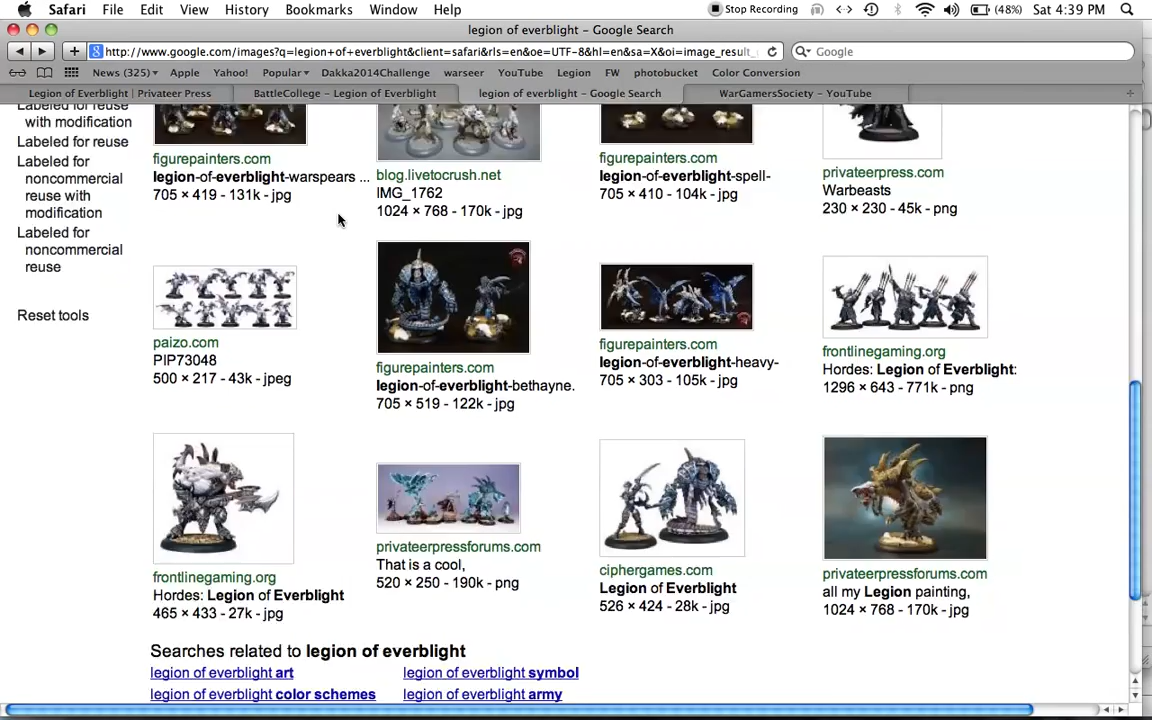 Safari File Edit View History Bookmarks Window Help Stop Recording (48%) Sat 4:39 PM
legion of everblight - Google Search
http://www.google.com/images?q=legion+of+everblight&client=safari&rls=en&oe=UTF-8&hl=en&sa=X&oi=image_result_ Google
News (325) Apple Yahoo! Popular Dakka2014Challenge warseer YouTube Legion FW photobucket Color Conversion
Legion of Everblight | Privateer Press BattleCollege - Legion of Everblight legion of everblight - Google Search WarGamersSociety - YouTube
Labeled for reuse
with modification
Labeled for reuse
Labeled for
noncommercial
reuse with
modification
Labeled for
noncommercial
reuse
Reset tools
figurepainters.com
legion-of-everblight-warspears ...
705 × 419 - 131k - jpg
blog.livetocrush.net
IMG_1762
1024 × 768 - 170k - jpg
figurepainters.com
legion-of-everblight-spell-
705 × 410 - 104k - jpg
privateerpress.com
Warbeasts
230 × 230 - 45k - png
paizo.com
PIP73048
500 × 217 - 43k - jpeg
figurepainters.com
legion-of-everblight-bethayne.
705 × 519 - 122k - jpg
figurepainters.com
legion-of-everblight-heavy-
705 × 303 - 105k - jpg
frontlinegaming.org
Hordes: Legion of Everblight:
1296 × 643 - 771k - png
frontlinegaming.org
Hordes: Legion of Everblight
465 × 433 - 27k - jpg
privateerpressforums.com
That is a cool,
520 × 250 - 190k - png
ciphergames.com
Legion of Everblight
526 × 424 - 28k - jpg
privateerpressforums.com
all my Legion painting,
1024 × 768 - 170k - jpg
Searches related to legion of everblight
legion of everblight art legion of everblight symbol
legion of everblight color schemes legion of everblight army